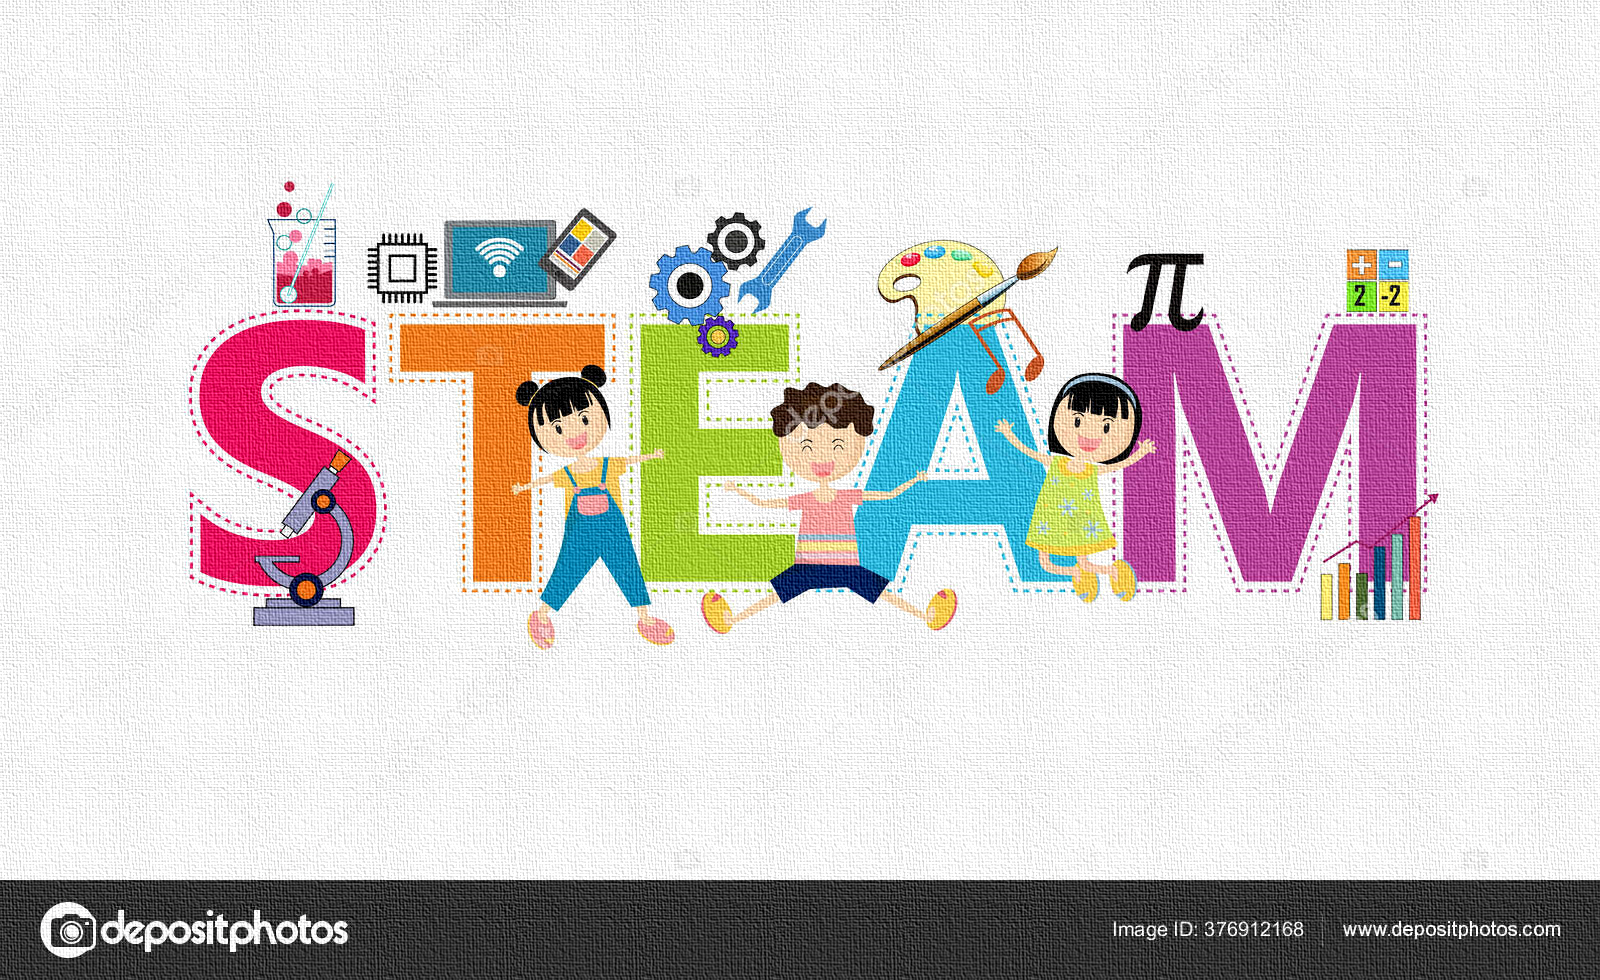 π
+ -
2 -2
STEAM
depositphotos
Image ID: 376912168
www.depositphotos.com